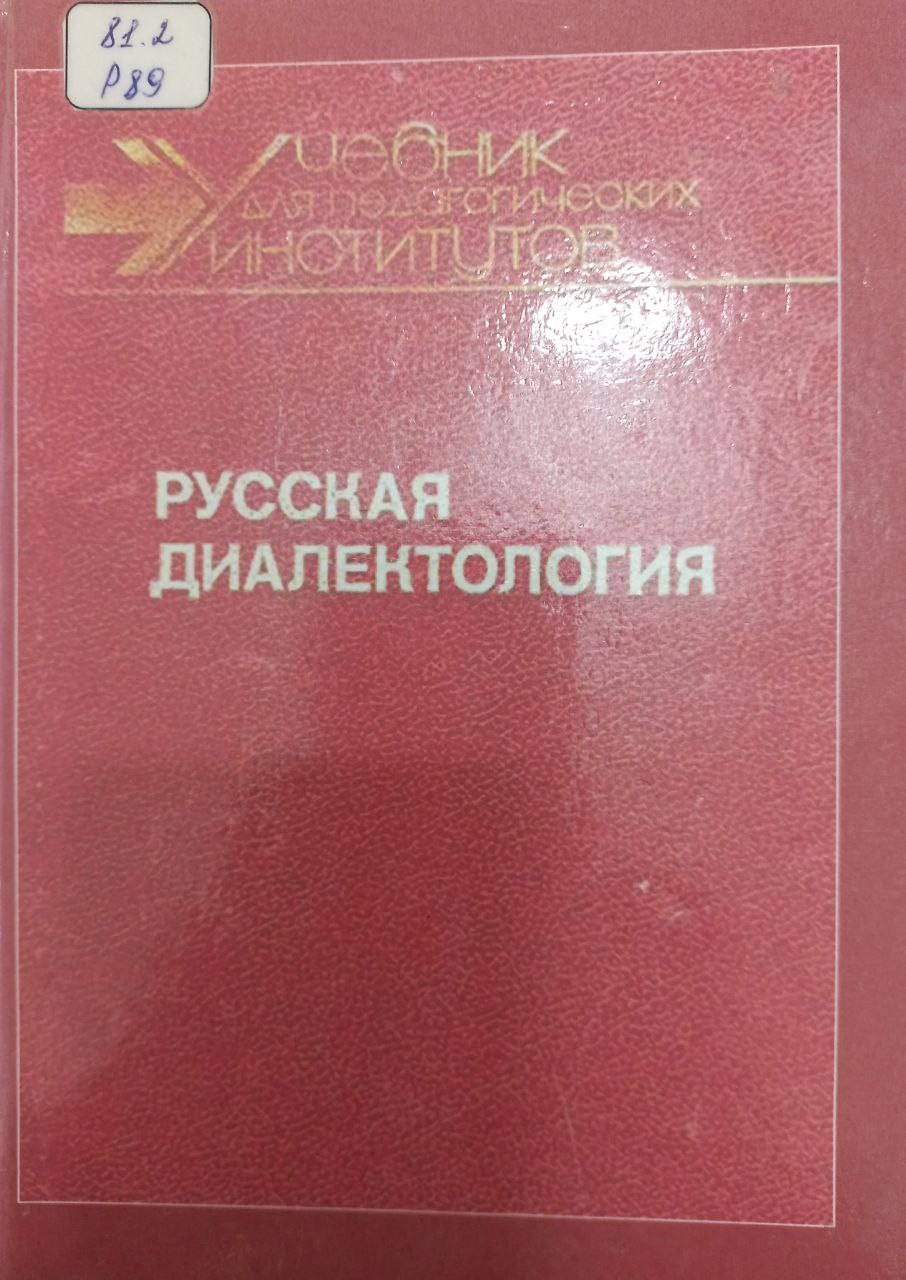 81.2
Р89
Учебник
для педагогических
институтов
РУССКАЯ
ДИАЛЕКТОЛОГИЯ